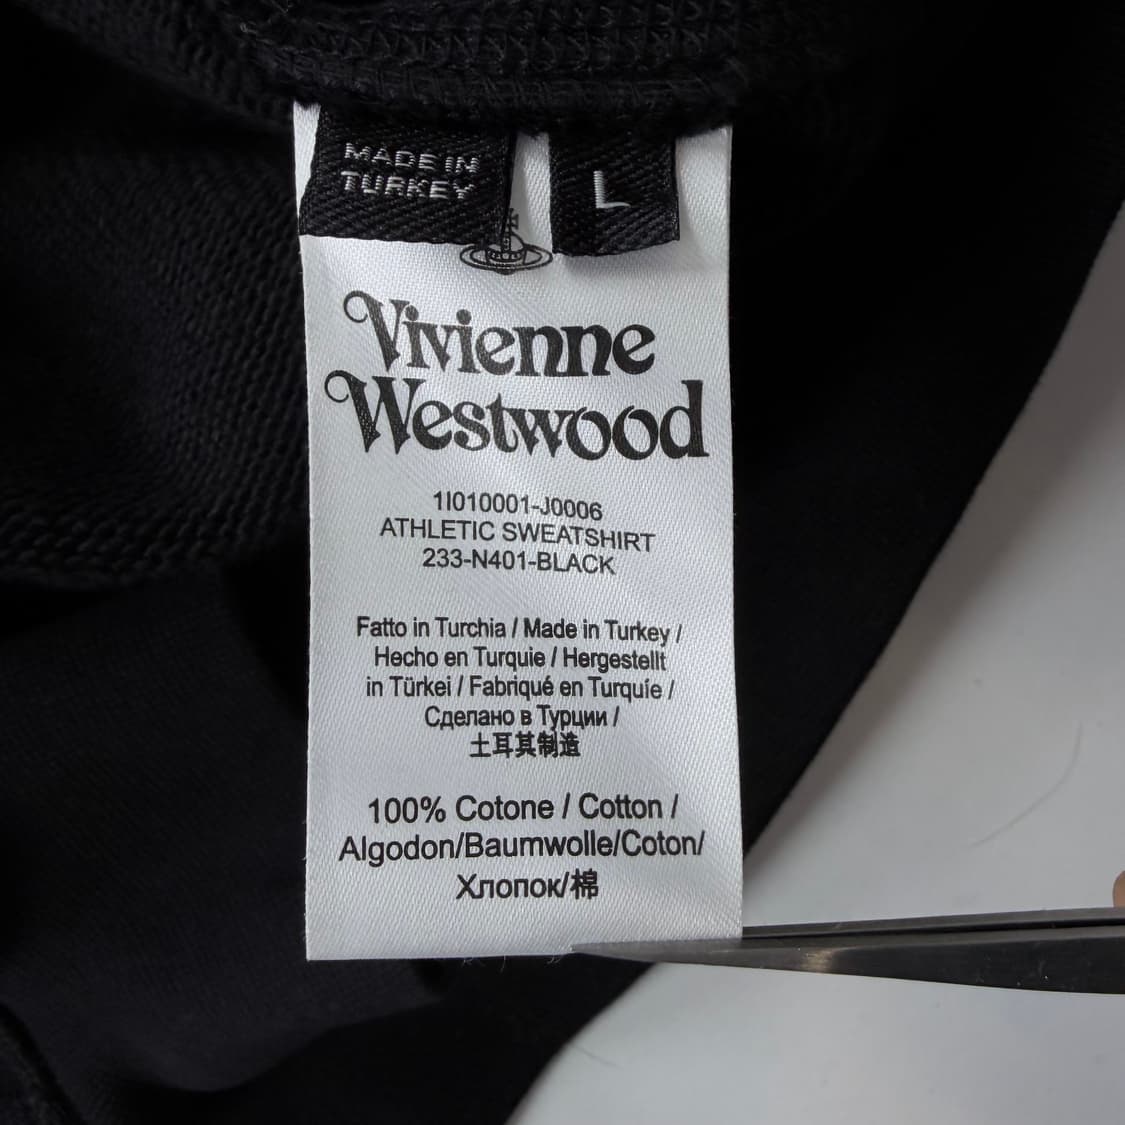 MADE IN
TURKEY
L
Vivienne
Westwood
1I010001-J0006
ATHLETIC SWEATSHIRT
233-N401-BLACK
Fatto in Turchia / Made in Turkey /
Hecho en Turquie / Hergestellt
in Türkei / Fabriqué en Turquíe /
Сделано в Турции /
土耳其制造
100% Cotone / Cotton /
Algodon/Baumwolle/Coton/
Хлопок/棉